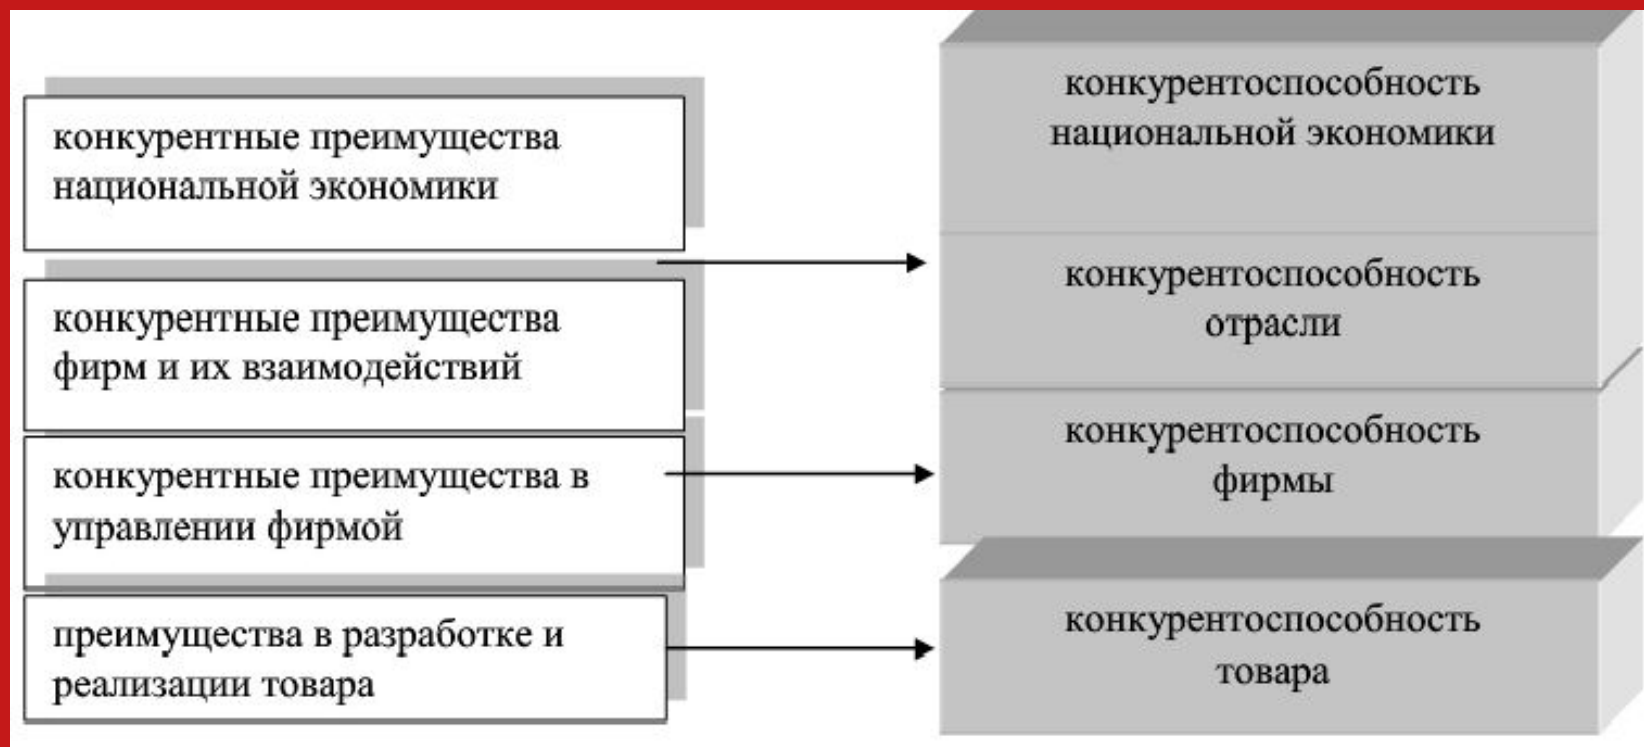 конкурентные преимущества
национальной экономики
конкурентные преимущества
фирм и их взаимодействий
конкурентные преимущества в
управлении фирмой
преимущества в разработке и
реализации товара
конкурентоспособность
национальной экономики
конкурентоспособность
отрасли
конкурентоспособность
фирмы
конкурентоспособность
товара